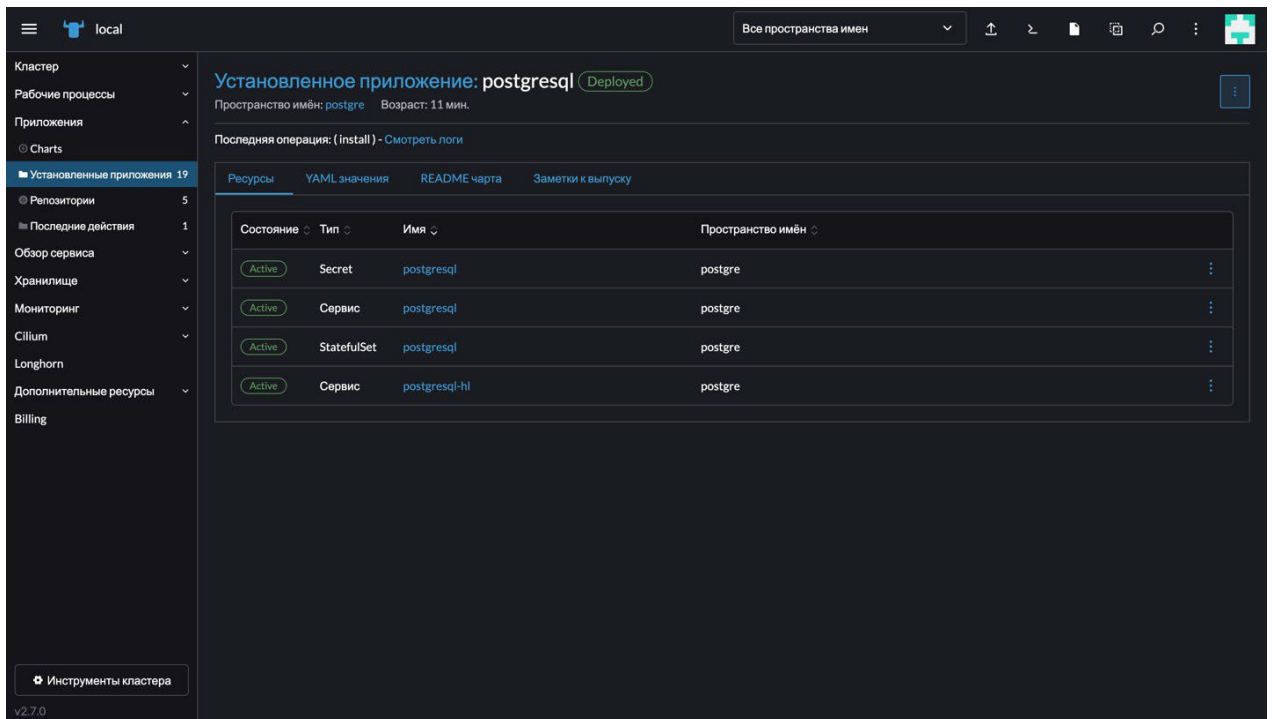 local
Все пространства имен
Кластер
Рабочие процессы
Приложения
Charts
Установленные приложения 19
Репозитории 5
Последние действия 1
Обзор сервиса
Хранилище
Мониторинг
Cilium
Longhorn
Дополнительные ресурсы
Billing
Инструменты кластера
v2.7.0
Установленное приложение: postgresql Deployed
Пространство имён: postgre Возраст: 11 мин.
Последняя операция: ( install ) - Смотреть логи
Ресурсы YAML значения README чарта Заметки к выпуску
Состояние Тип Имя Пространство имён
Active Secret postgresql postgre
Active Сервис postgresql postgre
Active StatefulSet postgresql postgre
Active Сервис postgresql-hl postgre